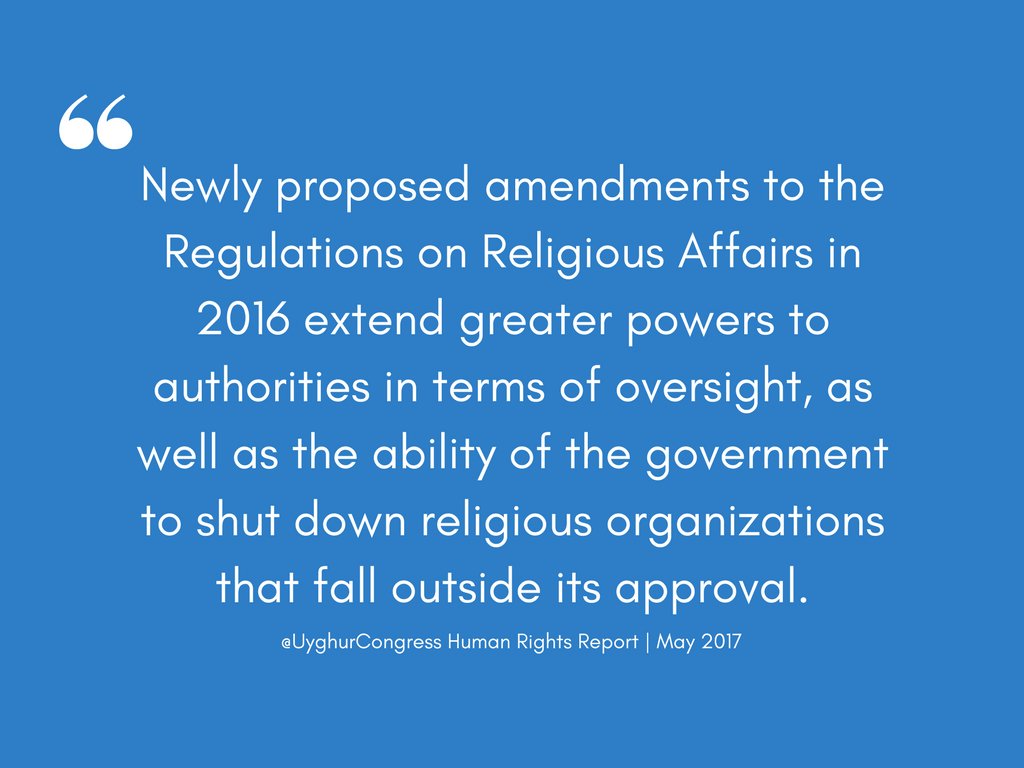 “
Newly proposed amendments to the
Regulations on Religious Affairs in
2016 extend greater powers to
authorities in terms of oversight, as
well as the ability of the government
to shut down religious organizations
that fall outside its approval.
@UyghurCongress Human Rights Report | May 2017